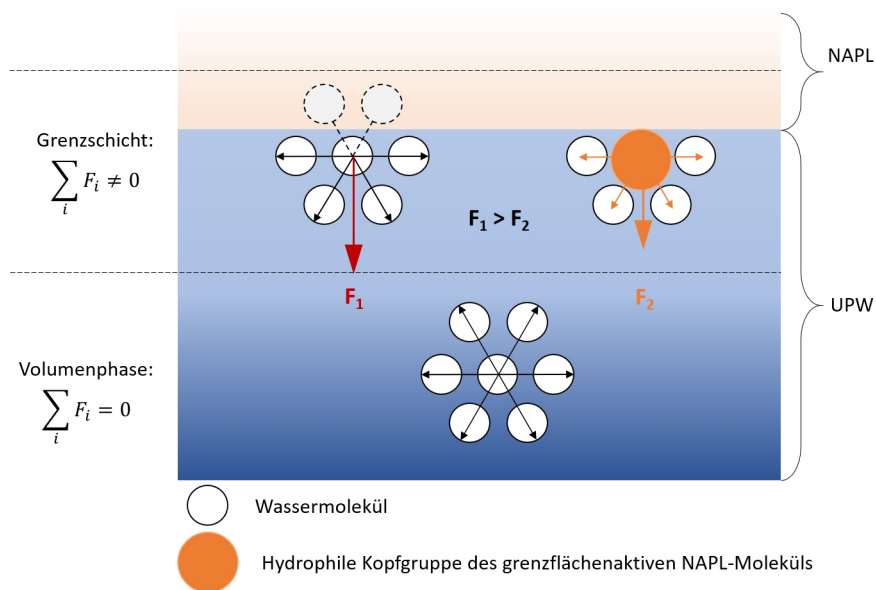 NAPL
Grenzschicht:
∑ F_i ≠ 0
i
F₁ > F₂
F₁
F₂
UPW
Volumenphase:
∑ F_i = 0
i
Wassermolekül
Hydrophile Kopfgruppe des grenzflächenaktiven NAPL-Moleküls